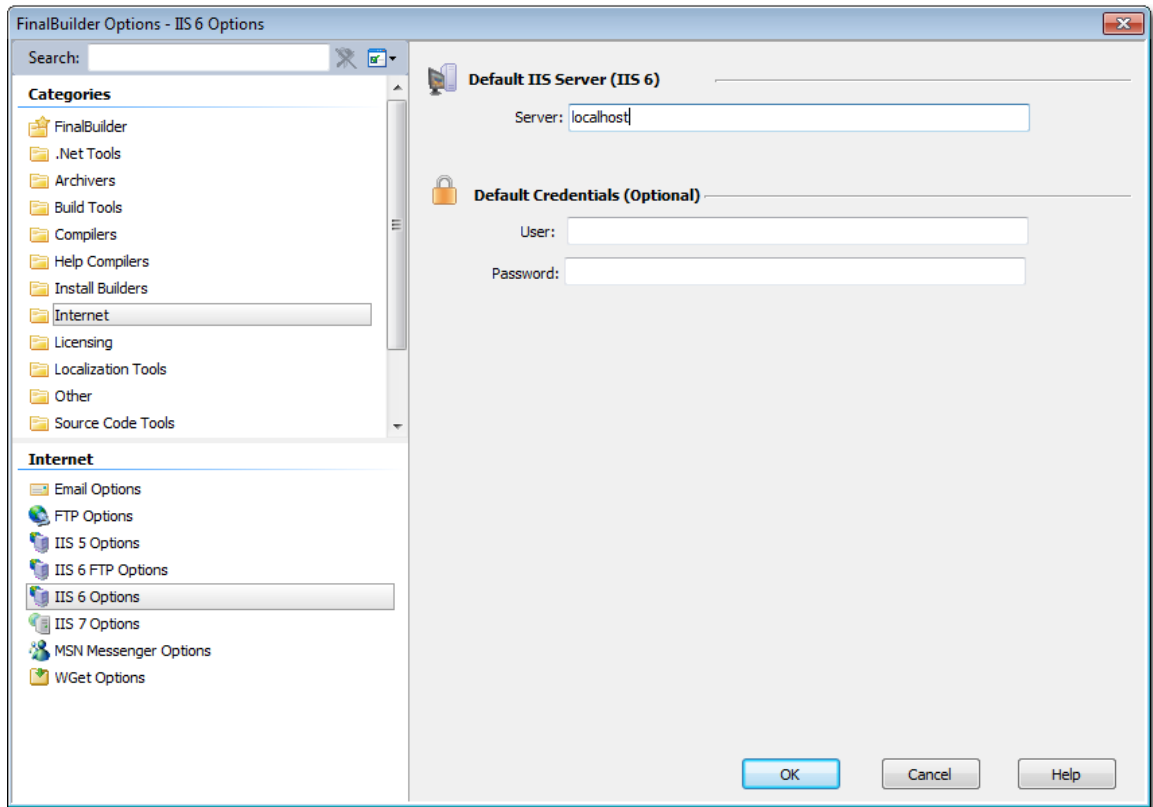 FinalBuilder Options - IIS 6 Options
Search:
Categories
FinalBuilder
.Net Tools
Archivers
Build Tools
Compilers
Help Compilers
Install Builders
Internet
Licensing
Localization Tools
Other
Source Code Tools
Internet
Email Options
FTP Options
IIS 5 Options
IIS 6 FTP Options
IIS 6 Options
IIS 7 Options
MSN Messenger Options
WGet Options
Default IIS Server (IIS 6)
Server: localhost
Default Credentials (Optional)
User:
Password:
OK Cancel Help